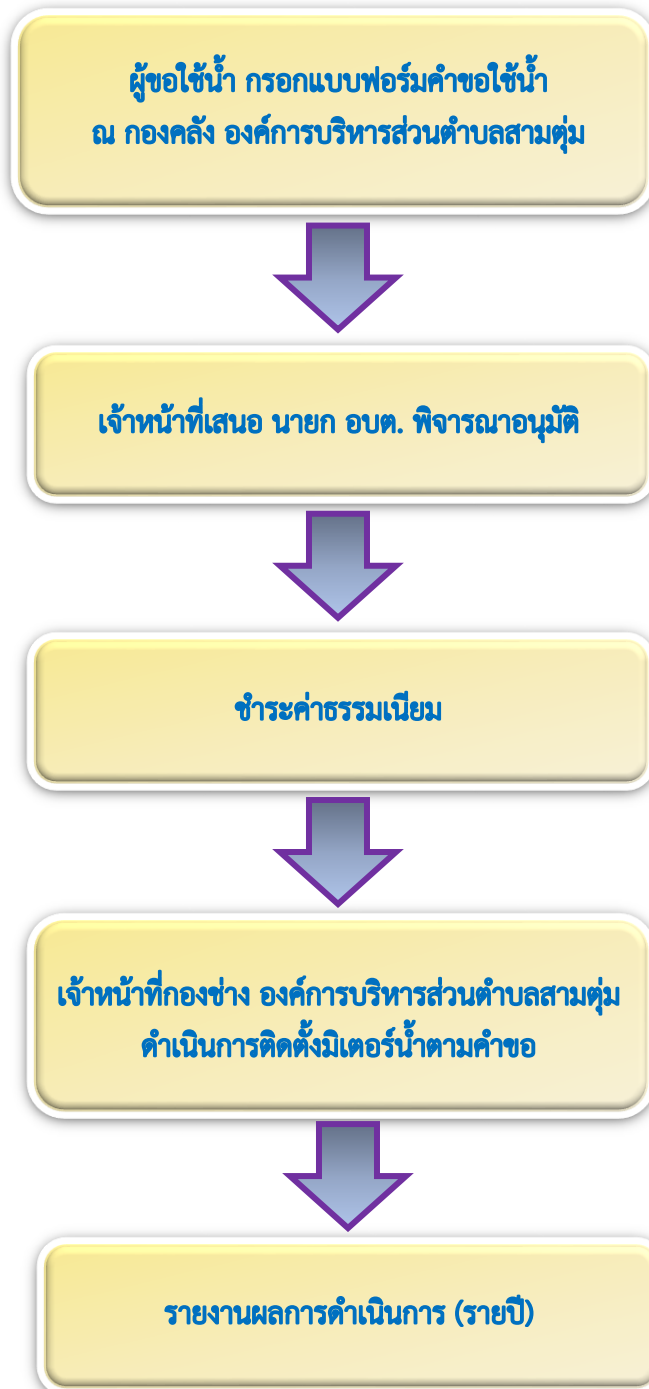 ผู้ขอใช้น้ำ กรอกแบบฟอร์มคำขอใช้น้ำ
ณ กองคลัง องค์การบริหารส่วนตำบลสามตุ่ม
เจ้าหน้าที่เสนอ นายก อบต. พิจารณาอนุมัติ
ชำระค่าธรรมเนียม
เจ้าหน้าที่กองช่าง องค์การบริหารส่วนตำบลสามตุ่ม
ดำเนินการติดตั้งมิเตอร์น้ำตามคำขอ
รายงานผลการดำเนินการ (รายปี)